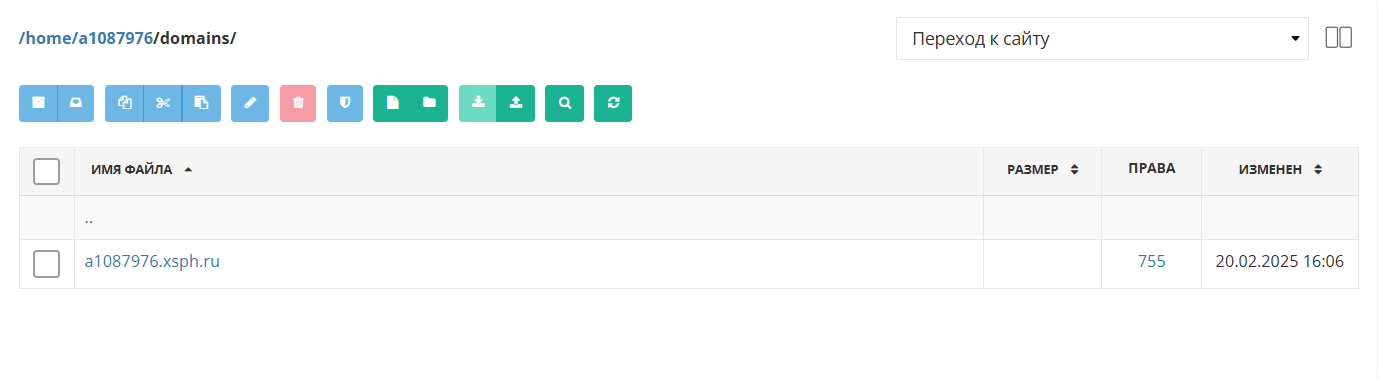 /home/a1087976/domains/
Переход к сайту
ИМЯ ФАЙЛА РАЗМЕР ПРАВА ИЗМЕНЕН
..
a1087976.xsph.ru 755 20.02.2025 16:06